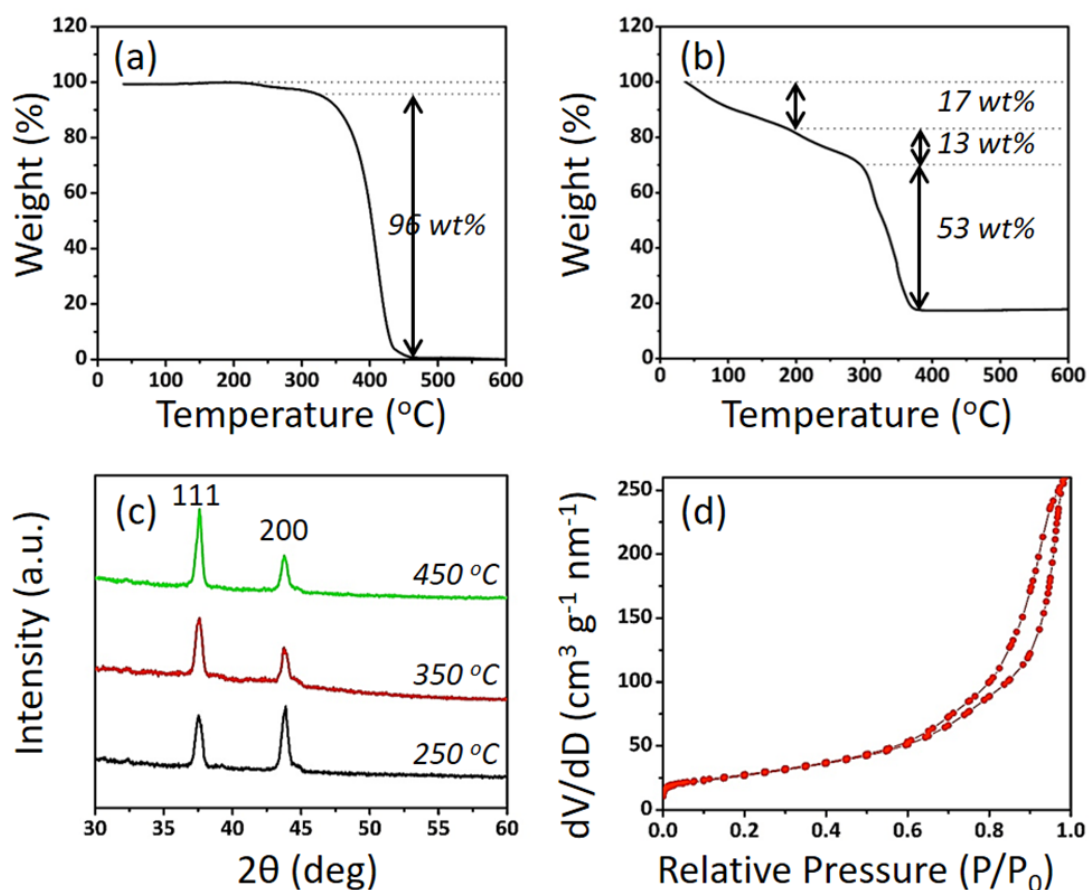 (a)
120
100
80
60
40
20
0
Weight (%)
96 wt%
0 100 200 300 400 500 600
Temperature (°C)
(b)
120
100
80
60
40
20
0
Weight (%)
17 wt%
13 wt%
53 wt%
0 100 200 300 400 500 600
Temperature (°C)
(c)
111
200
450 °C
350 °C
250 °C
Intensity (a.u.)
30 35 40 45 50 55 60
2θ (deg)
(d)
250
200
150
100
50
0
dV/dD (cm³ g⁻¹ nm⁻¹)
0.0 0.2 0.4 0.6 0.8 1.0
Relative Pressure (P/P₀)